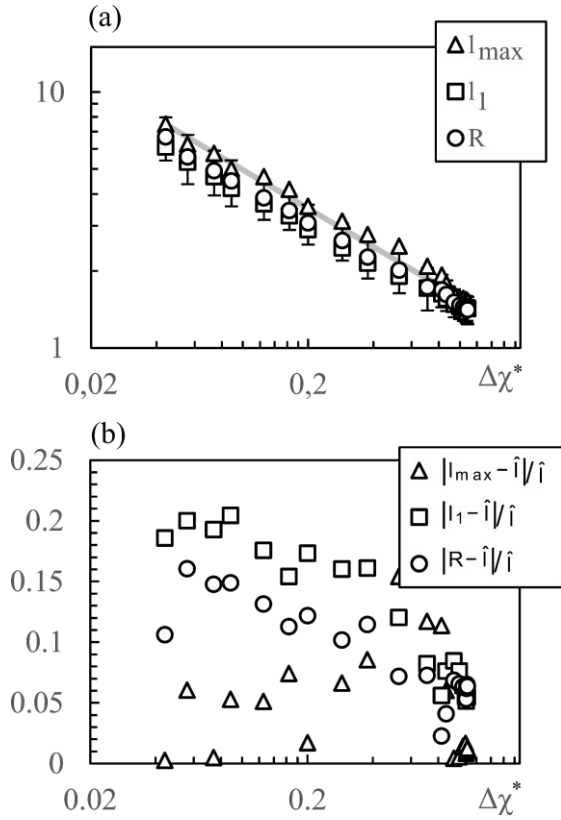 (a)
△ l_max
□ l_1
○ R
10
1
0,02 0,2 Δχ*
(b)
0.25
△ |l_max – l̂|/l̂
□ |l_1 – l̂|/l̂
○ |R – l̂|/l̂
0.2
0.15
0.1
0.05
0
0.02 0.2 Δχ*